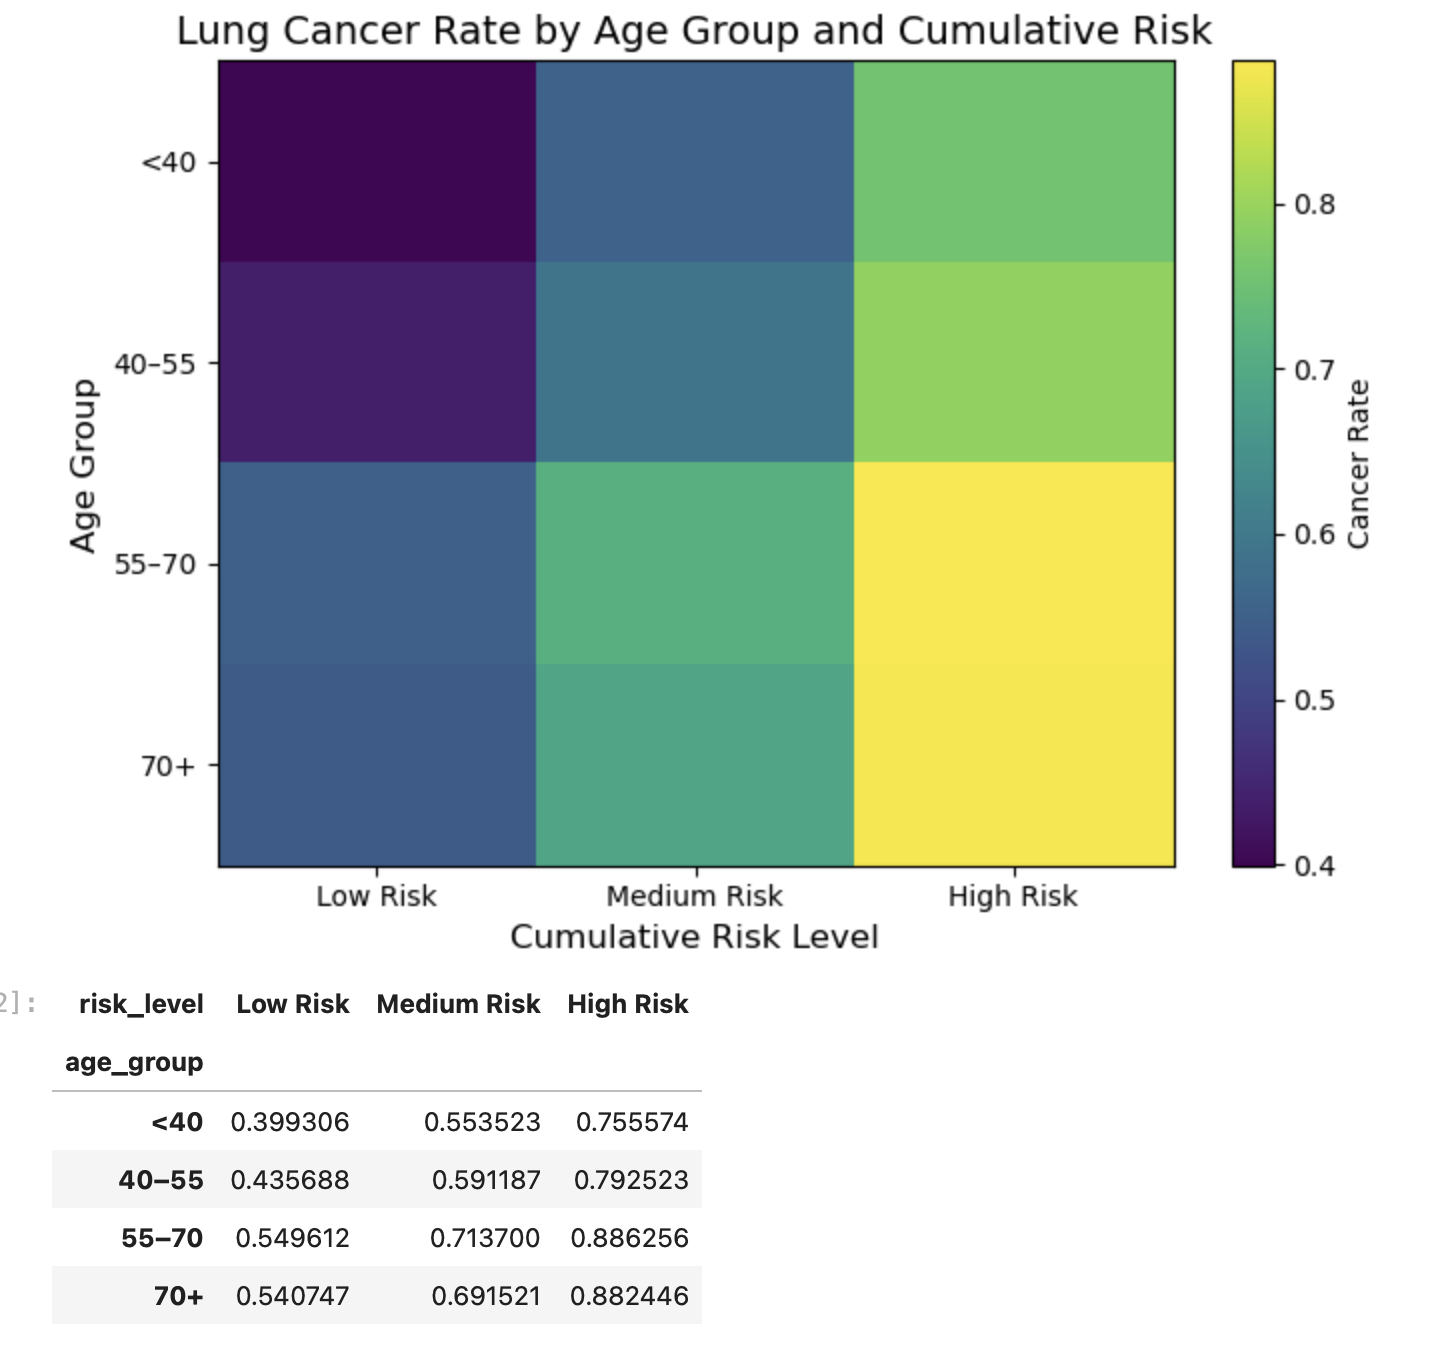 Lung Cancer Rate by Age Group and Cumulative Risk
<40
40–55
55–70
70+
Age Group
Low Risk Medium Risk High Risk
Cumulative Risk Level
0.8
0.7
0.6
0.5
0.4
Cancer Rate
2]:
risk_level Low Risk Medium Risk High Risk
age_group
<40 0.399306 0.553523 0.755574
40–55 0.435688 0.591187 0.792523
55–70 0.549612 0.713700 0.886256
70+ 0.540747 0.691521 0.882446